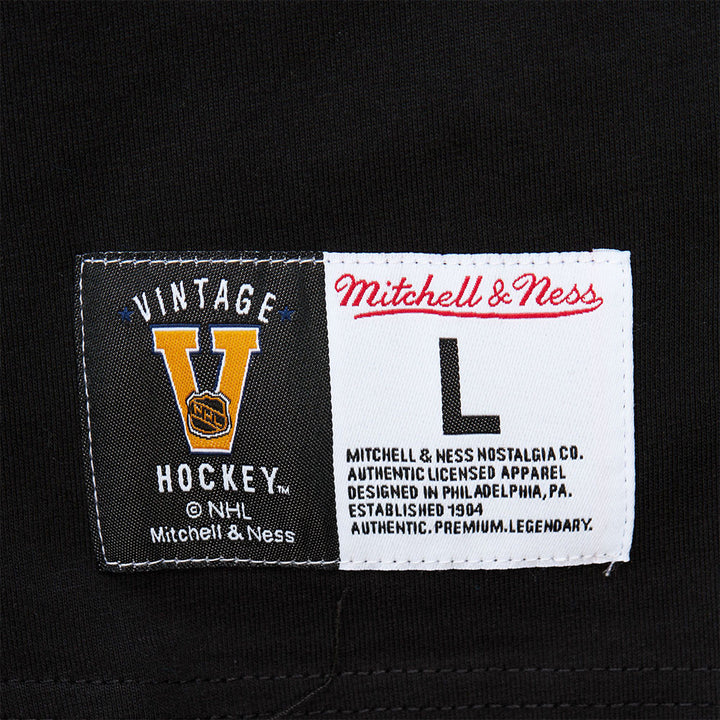 VINTAGE
V
NHL
HOCKEY™
© NHL
Mitchell & Ness
Mitchell & Ness
L
MITCHELL & NESS NOSTALGIA CO.
AUTHENTIC LICENSED APPAREL
DESIGNED IN PHILADELPHIA, PA.
ESTABLISHED 1904
AUTHENTIC.PREMIUM.LEGENDARY.